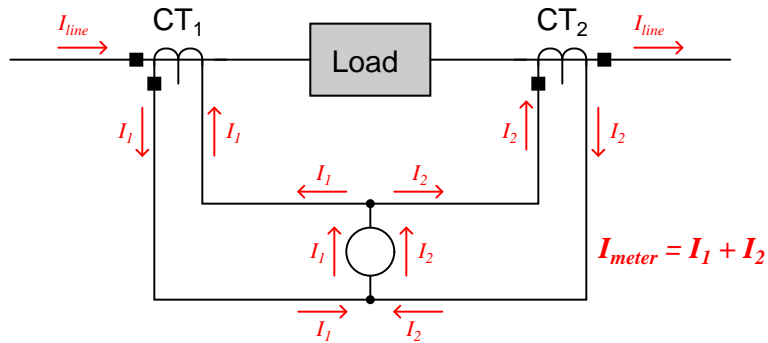 CT1 CT2
Iline Iline
Load
I1 I1 I2 I2
I1 I2
I1 I2
Imeter = I1 + I2
I1 I2